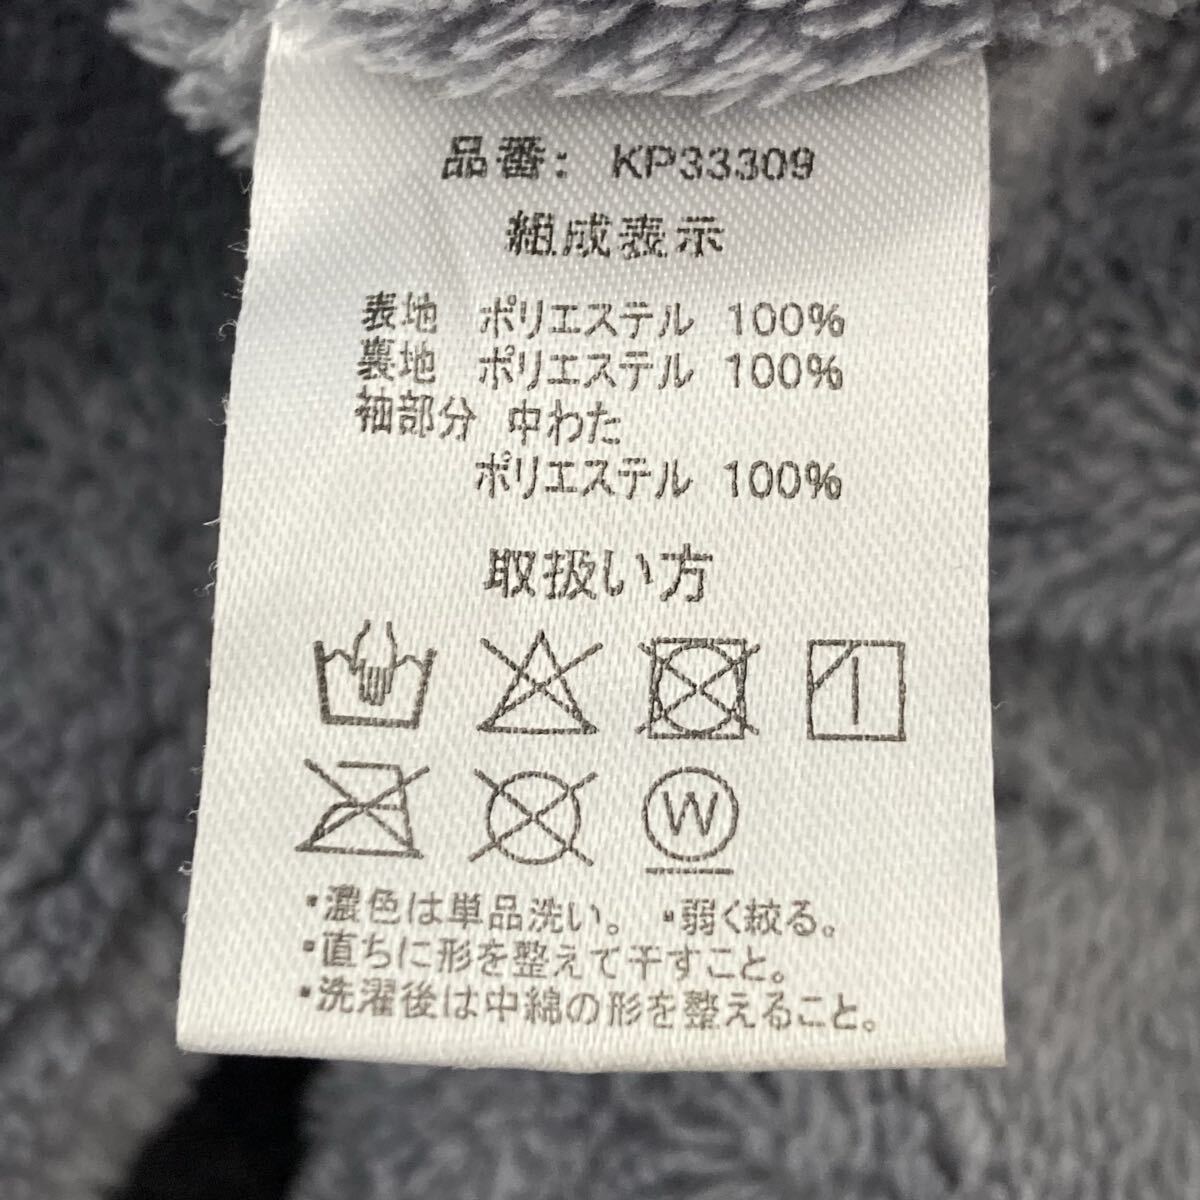 品番: KP33309
組成表示
表地 ポリエステル 100%
裏地 ポリエステル 100%
袖部分 中わた
ポリエステル 100%
取扱い方
W
・濃色は単品洗い。 ・弱く絞る。
・直ちに形を整えて干すこと。
・洗濯後は中綿の形を整えること。